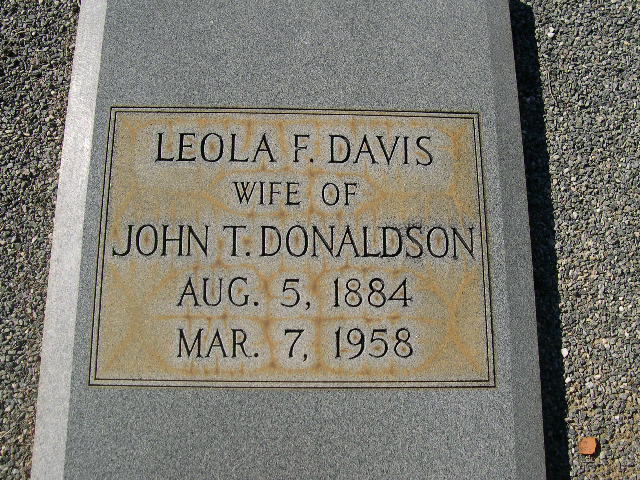 LEOLA F. DAVIS
WIFE OF
JOHN T. DONALDSON
AUG. 5, 1884
MAR. 7, 1958